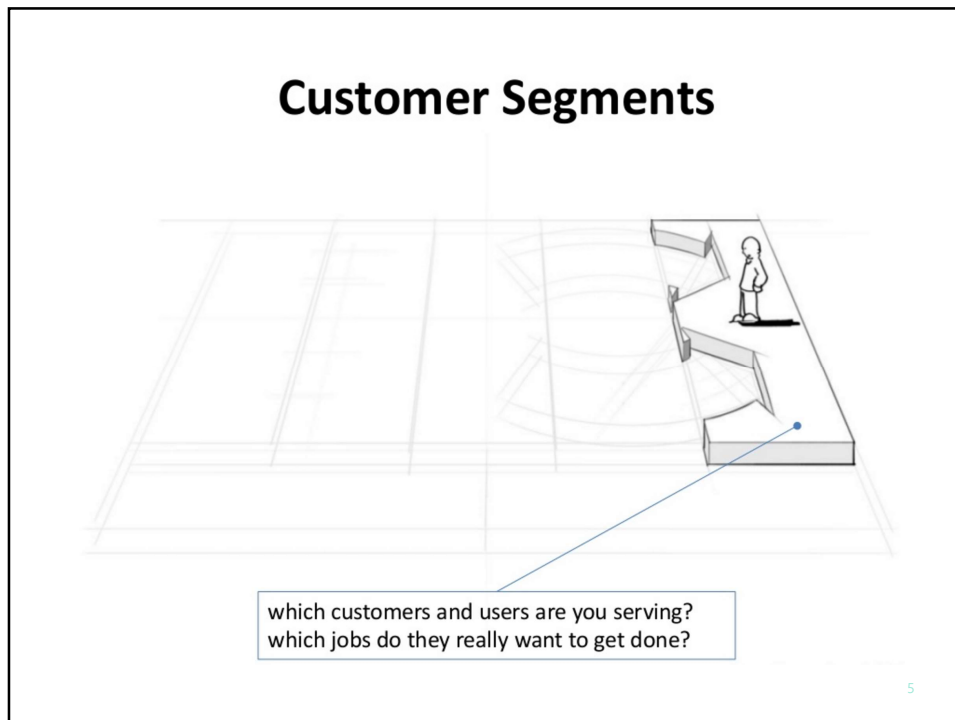 Customer Segments
which customers and users are you serving?
which jobs do they really want to get done?
5